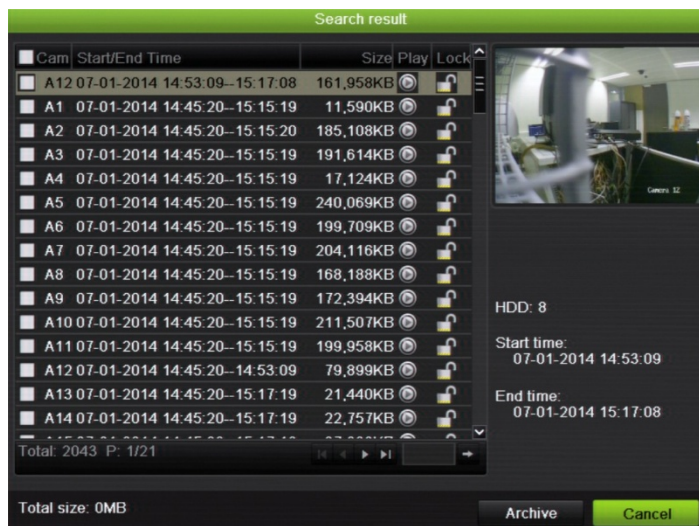 Search result
Cam Start/End Time Size Play Lock
A12 07-01-2014 14:53:09--15:17:08 161,958KB
A1 07-01-2014 14:45:20--15:15:19 11,590KB
A2 07-01-2014 14:45:20--15:15:20 185,108KB
A3 07-01-2014 14:45:20--15:15:19 191,614KB
A4 07-01-2014 14:45:20--15:15:19 17,124KB
A5 07-01-2014 14:45:20--15:15:19 240,069KB
A6 07-01-2014 14:45:20--15:15:19 199,709KB
A7 07-01-2014 14:45:20--15:15:19 204,116KB
A8 07-01-2014 14:45:20--15:15:19 168,188KB
A9 07-01-2014 14:45:20--15:15:19 172,394KB
A10 07-01-2014 14:45:20--15:15:19 211,507KB
A11 07-01-2014 14:45:20--15:15:19 199,958KB
A12 07-01-2014 14:45:20--14:53:09 79,899KB
A13 07-01-2014 14:45:20--15:17:19 21,440KB
A14 07-01-2014 14:45:20--15:17:19 22,757KB
Total: 2043 P: 1/21
Camera 12
HDD: 8
Start time:
07-01-2014 14:53:09
End time:
07-01-2014 15:17:08
Total size: 0MB
Archive
Cancel